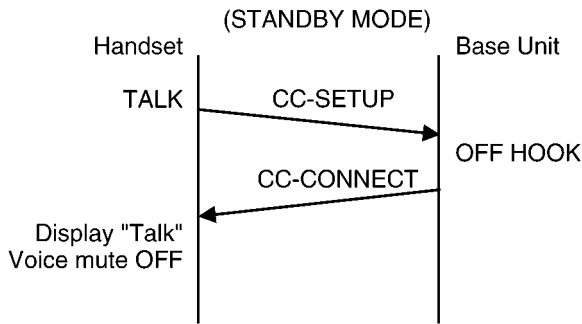 (STANDBY MODE)
Handset
Base Unit
TALK
CC-SETUP
OFF HOOK
CC-CONNECT
Display "Talk"
Voice mute OFF